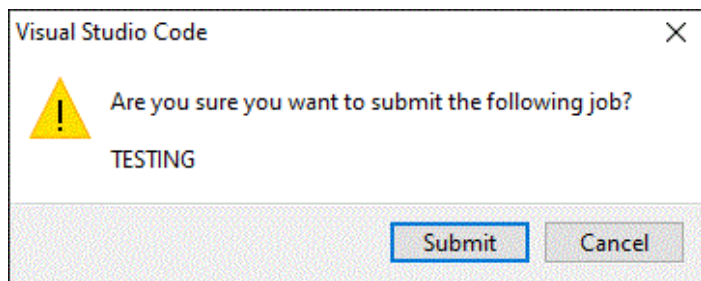 Visual Studio Code
Are you sure you want to submit the following job?
TESTING
Submit Cancel